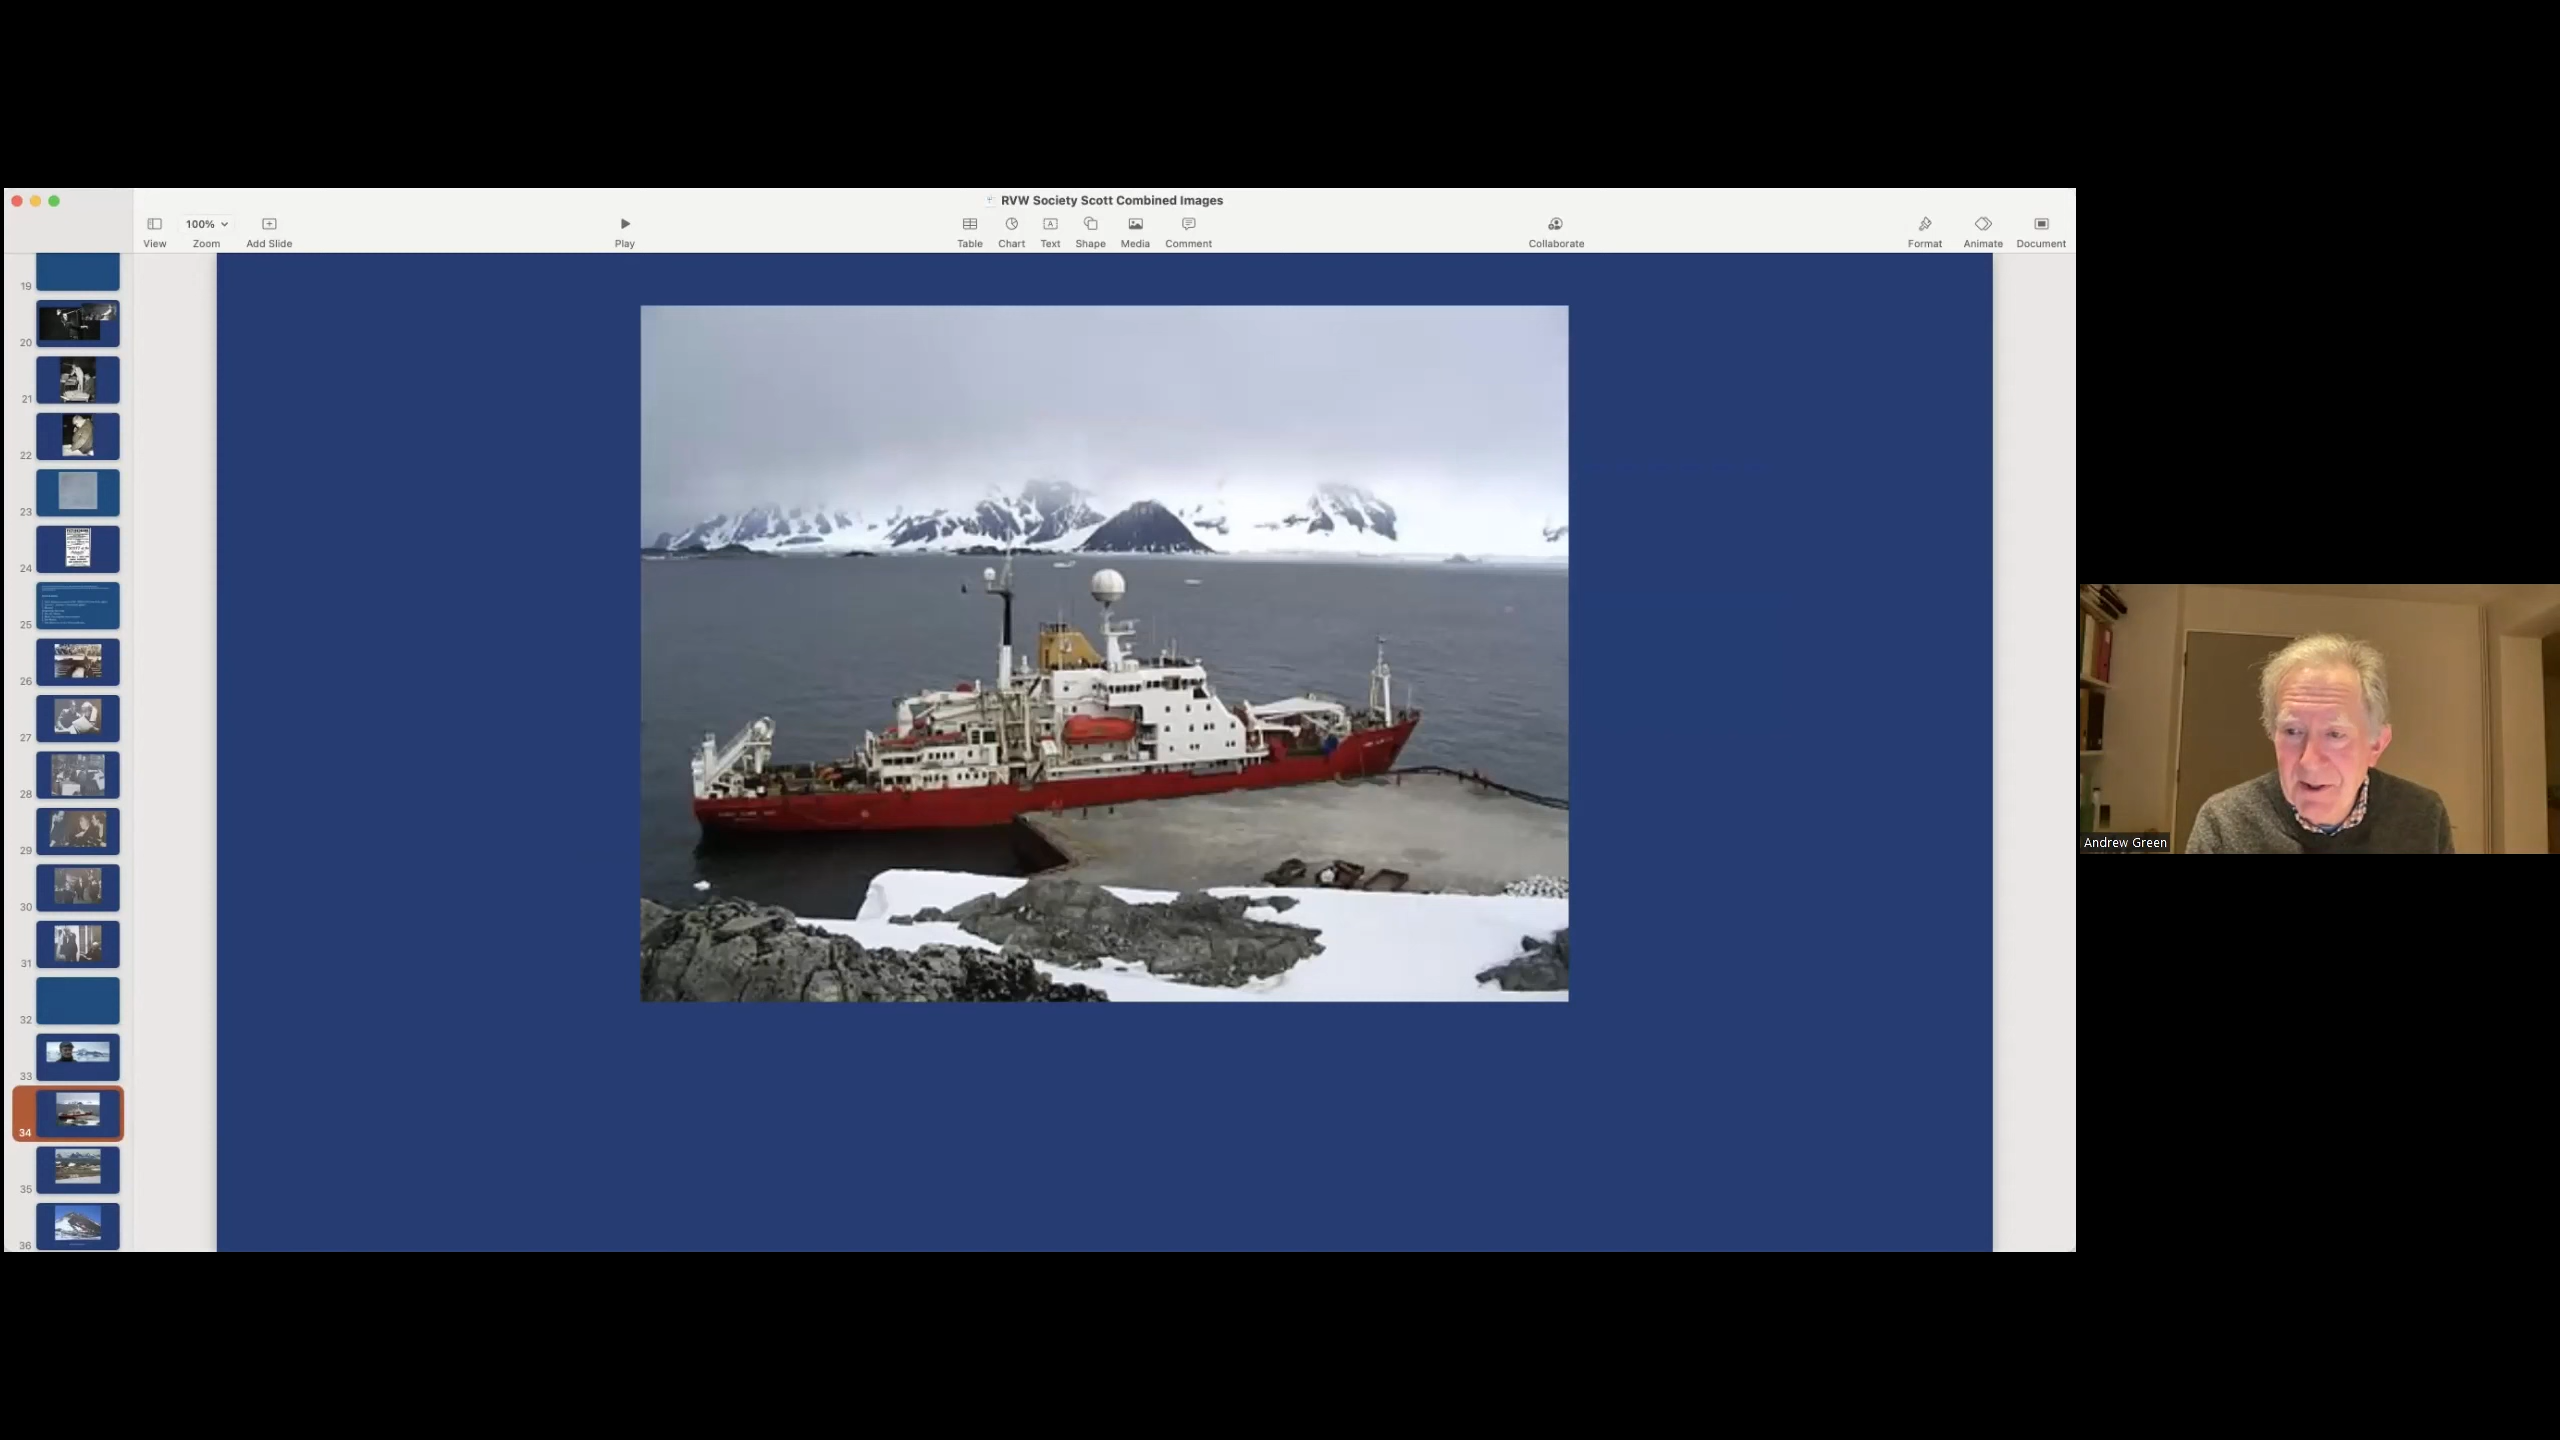 RVW Society Scott Combined Images
100%
View
Zoom
Add Slide
Play
Table
Chart
Text
Shape
Media
Comment
Collaborate
Format
Animate
Document
19
20
21
22
23
24
25
26
27
28
29
30
31
32
33
34
35
36
Andrew Green